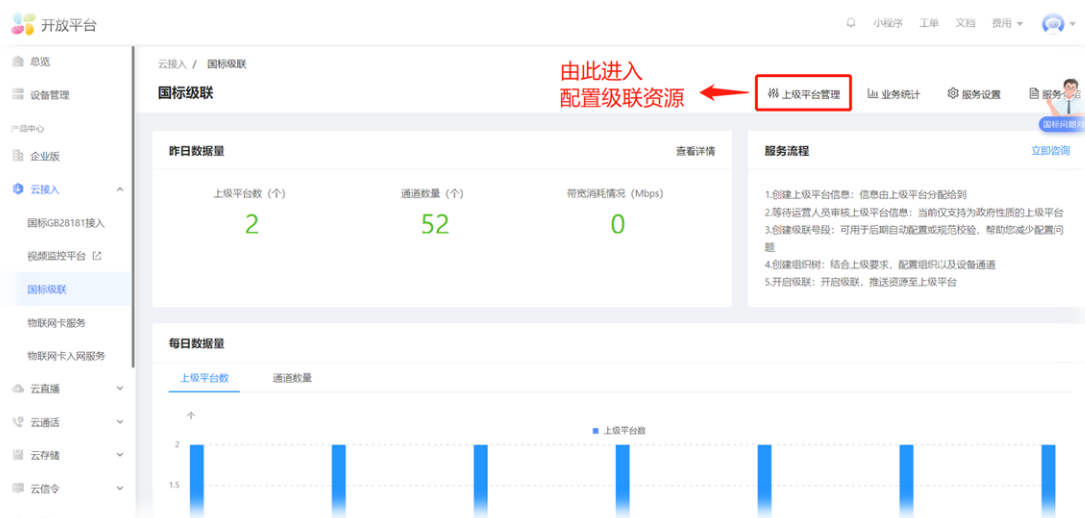 开放平台
小程序 工单 文档 费用
总览
设备管理
产品中心
企业版
云接入
国标GB28181接入
视频监控平台
国标级联
物联网卡服务
物联网卡入网服务
云直播
云通话
云存储
云信令
云接入 / 国标级联
国标级联
由此进入
配置级联资源
上级平台管理 业务统计 服务设置 服务
国标问题对
昨日数据量 查看详情
上级平台数（个） 通道数量（个） 带宽消耗情况（Mbps）
2 52 0
服务流程 立即咨询
1.创建上级平台信息：信息由上级平台分配给到
2.等待运营人员审核上级平台信息：当前仅支持为政府性质的上级平台
3.创建级联号段：可用于后期自动配置或规范校验，帮助您减少配置问
题
4.创建组织树：结合上级要求，配置组织以及设备通道
5.开启级联：开启级联，推送资源至上级平台
每日数据量
上级平台数 通道数量
个
上级平台数
2
1.5